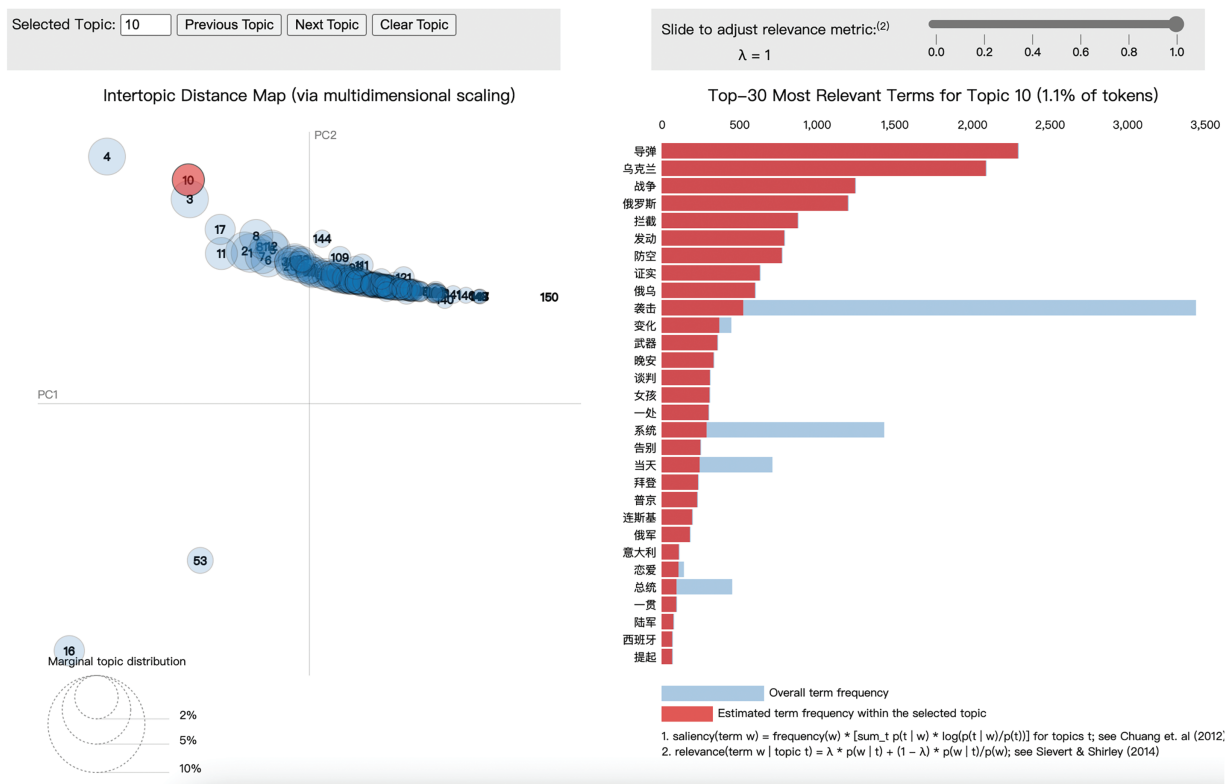 Selected Topic: 10 Previous Topic Next Topic Clear Topic
Slide to adjust relevance metric:(2)
λ = 1
0.0 0.2 0.4 0.6 0.8 1.0
Intertopic Distance Map (via multidimensional scaling)
PC2
PC1
4
10
3
17
8
11
2
6
144
109
150
53
16
Marginal topic distribution
2%
5%
10%
Top-30 Most Relevant Terms for Topic 10 (1.1% of tokens)
0 500 1,000 1,500 2,000 2,500 3,000 3,500
导弹
乌克兰
战争
俄罗斯
拦截
发动
防空
证实
俄乌
袭击
变化
武器
晚安
谈判
女孩
一处
系统
告别
当天
拜登
普京
连斯基
俄军
意大利
恋爱
总统
一贯
陆军
西班牙
提起
Overall term frequency
Estimated term frequency within the selected topic
1. saliency(term w) = frequency(w) * [sum_t p(t | w) * log(p(t | w)/p(t))] for topics t; see Chuang et. al (2012)
2. relevance(term w | topic t) = λ * p(w | t) + (1 − λ) * p(w | t)/p(w); see Sievert & Shirley (2014)